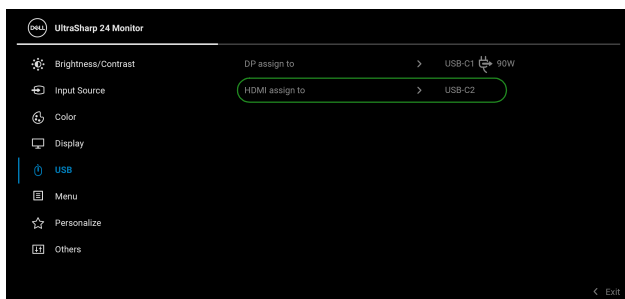 DELL UltraSharp 24 Monitor
Brightness/Contrast DP assign to > USB-C1 90W
Input Source HDMI assign to > USB-C2
Color
Display
USB
Menu
Personalize
Others
< Exit